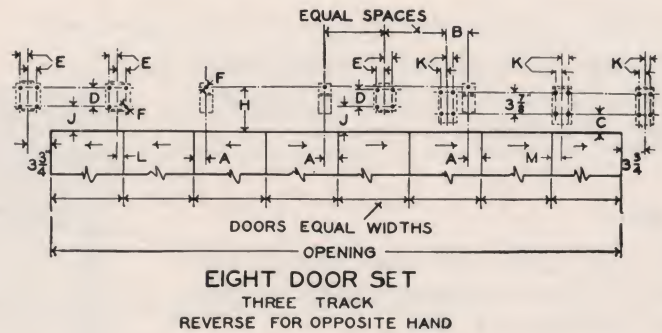 EQUAL SPACES
B
E E F E K K
D F H D 3 7/8
J J C
3 3/4 L A A A M 3 3/4
DOORS EQUAL WIDTHS
OPENING
EIGHT DOOR SET
THREE TRACK
REVERSE FOR OPPOSITE HAND